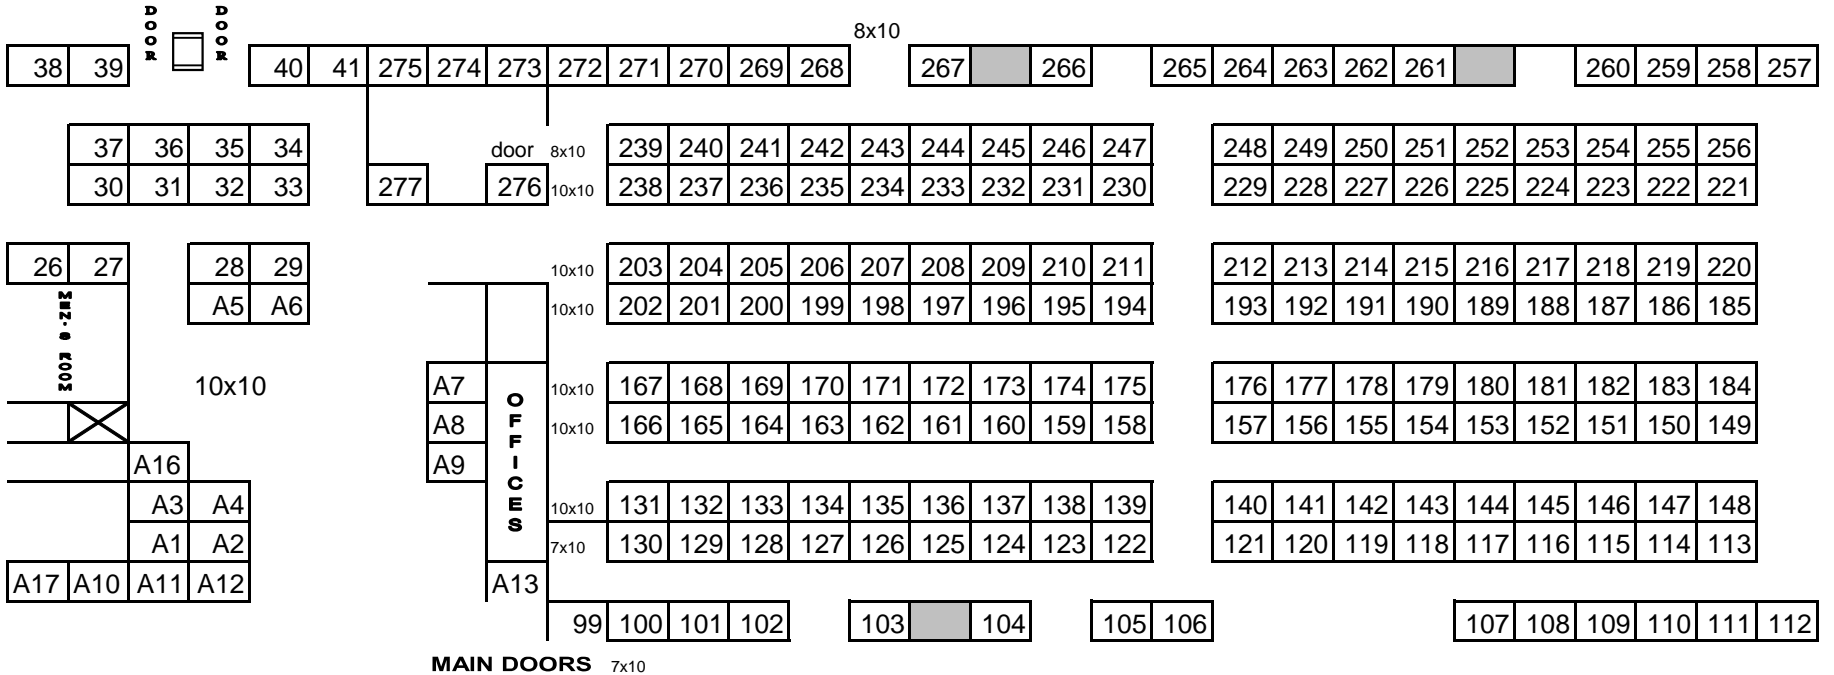 DOOR DOOR
8x10
38 39 40 41 275 274 273 272 271 270 269 268 267 266 265 264 263 262 261 260 259 258 257
37 36 35 34 door 8x10 239 240 241 242 243 244 245 246 247 248 249 250 251 252 253 254 255 256
30 31 32 33 277 276 10x10 238 237 236 235 234 233 232 231 230 229 228 227 226 225 224 223 222 221
26 27 28 29 10x10 203 204 205 206 207 208 209 210 211 212 213 214 215 216 217 218 219 220
A5 A6 10x10 202 201 200 199 198 197 196 195 194 193 192 191 190 189 188 187 186 185
MEN'S ROOM
10x10 A7 10x10 167 168 169 170 171 172 173 174 175 176 177 178 179 180 181 182 183 184
OFFICES
A8 10x10 166 165 164 163 162 161 160 159 158 157 156 155 154 153 152 151 150 149
A16 A9
A3 A4 10x10 131 132 133 134 135 136 137 138 139 140 141 142 143 144 145 146 147 148
A1 A2 7x10 130 129 128 127 126 125 124 123 122 121 120 119 118 117 116 115 114 113
A17 A10 A11 A12 A13
99 100 101 102 103 104 105 106 107 108 109 110 111 112
MAIN DOORS 7x10